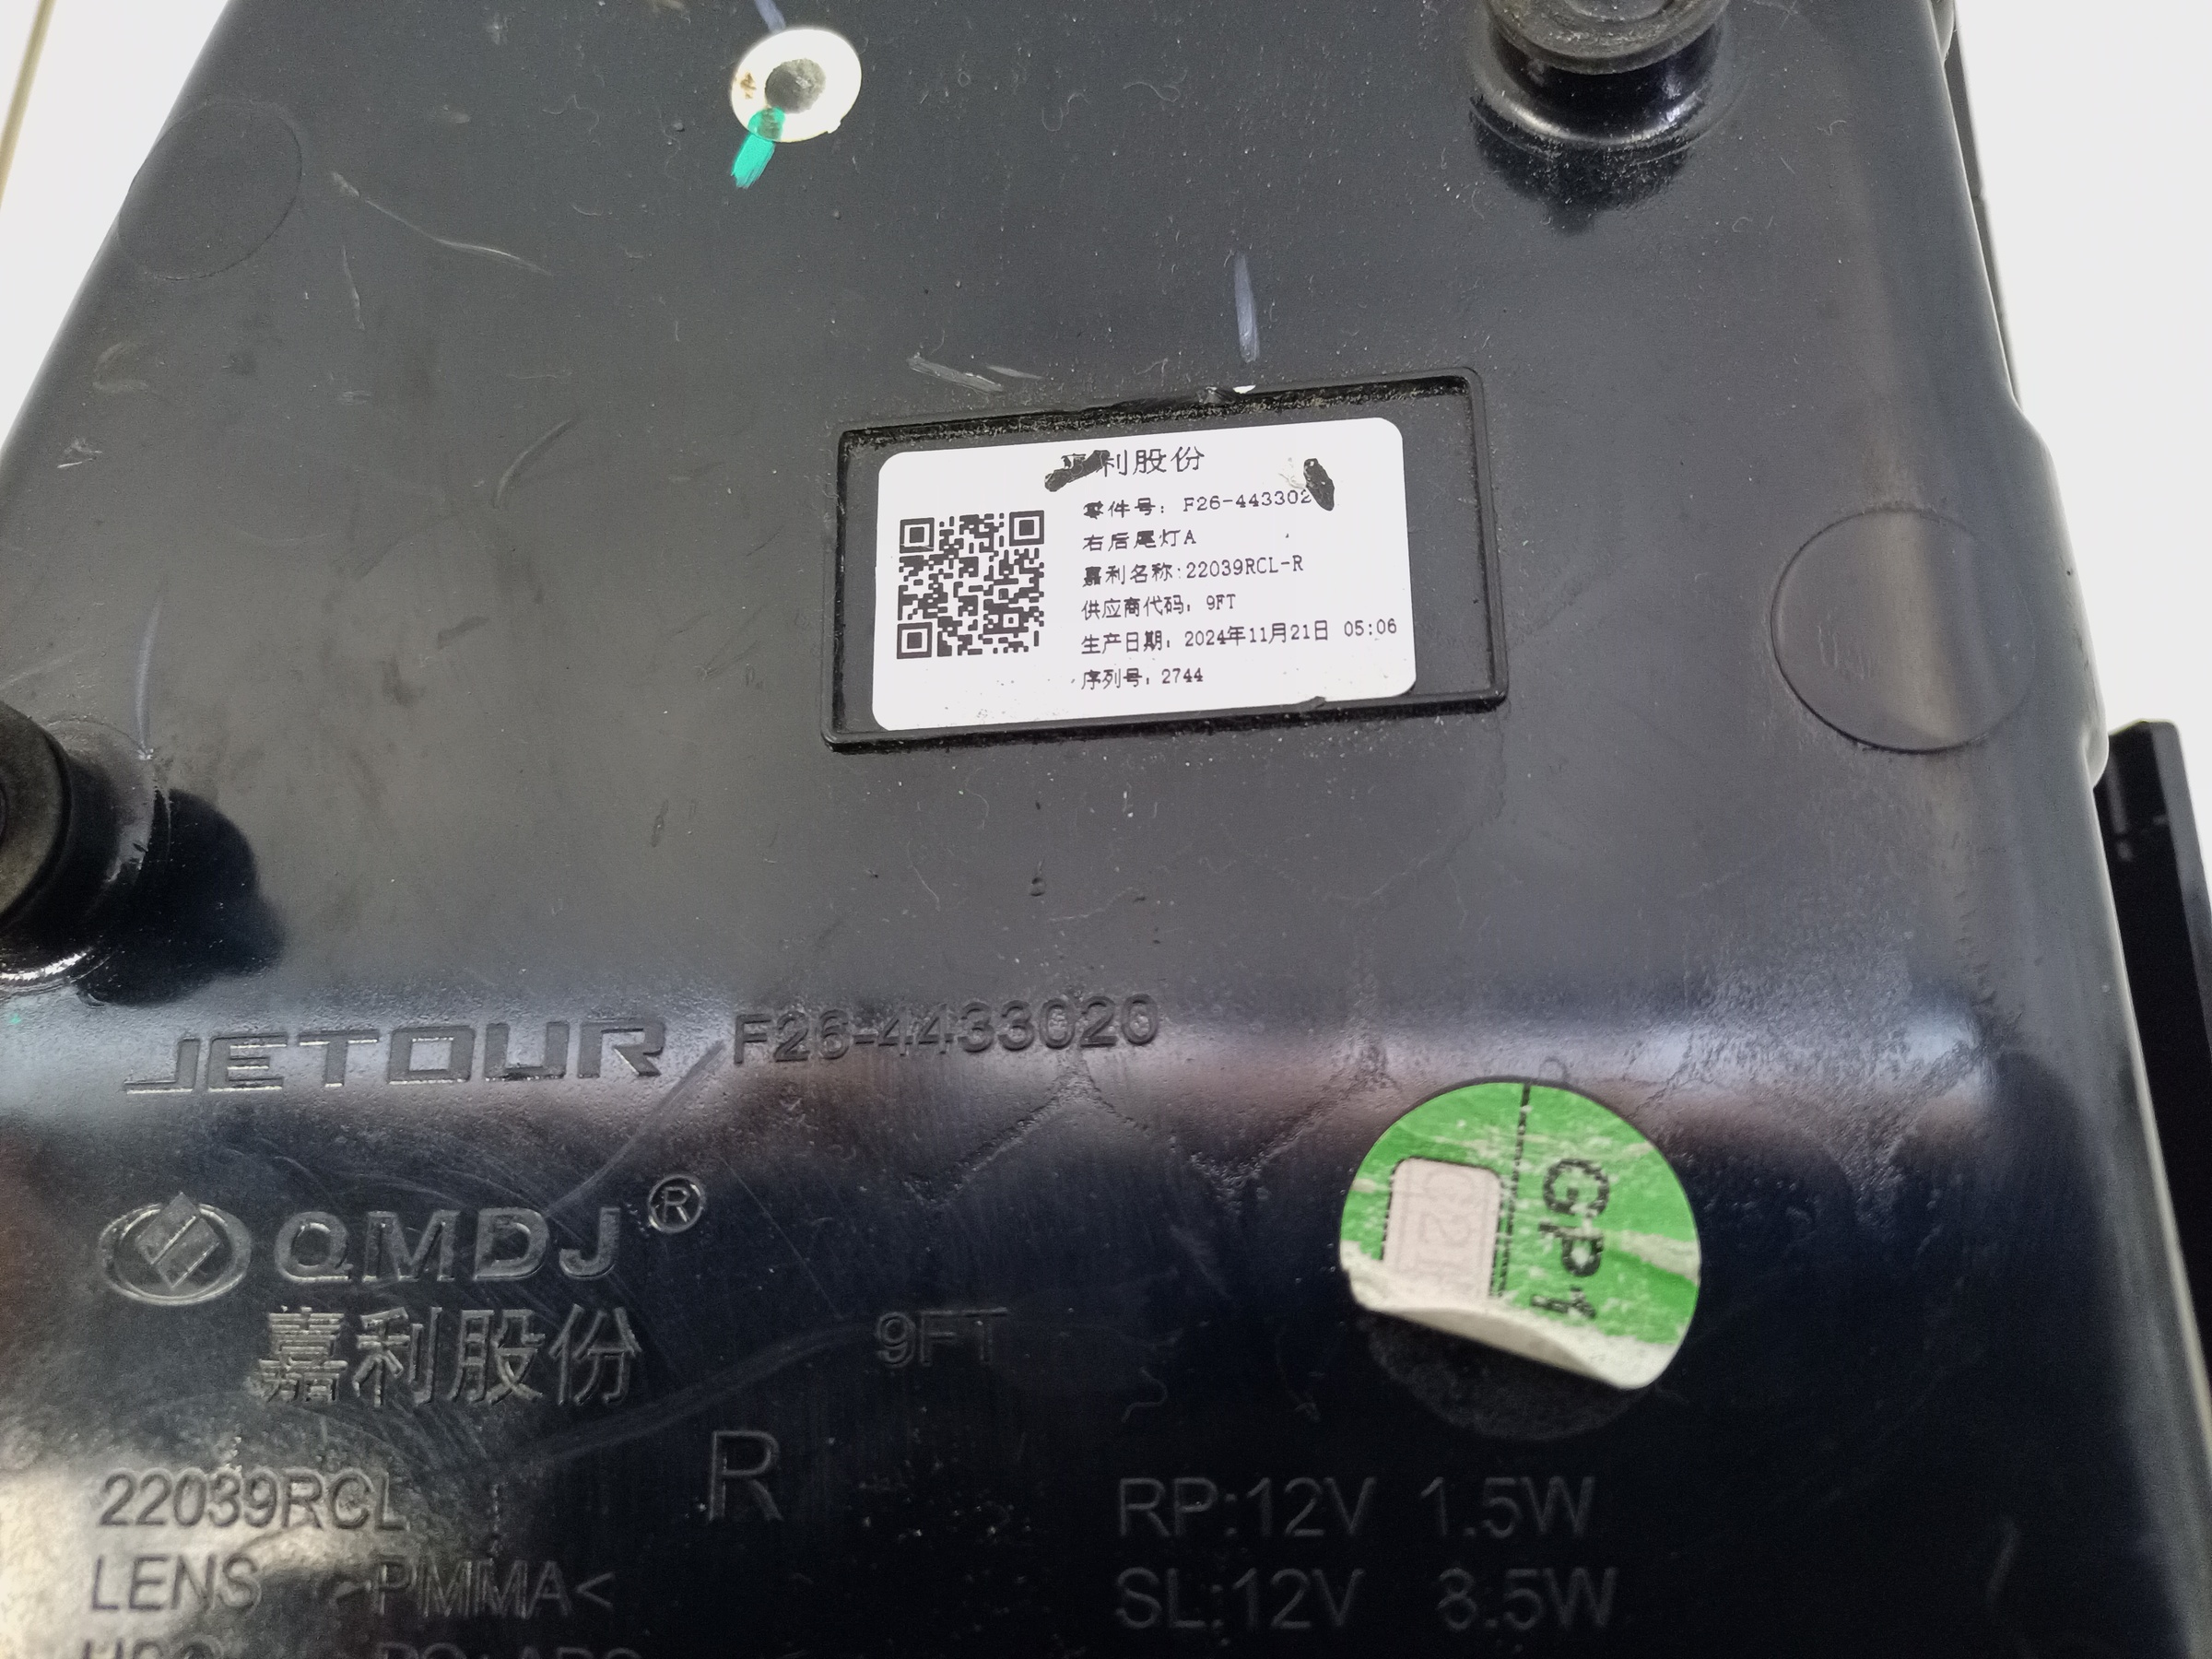 嘉利股份
零件号: F26-443302
右后尾灯A
嘉利名称:22039RCL-R
供应商代码: 9FT
生产日期: 2024年11月21日 05:06
序列号: 2744
JETOUR F26-4433020
QMDJ®
嘉利股份
9FT
GP1
R
22039RCL
LENS >PMMA<
RP:12V 1.5W
SL:12V 8.5W